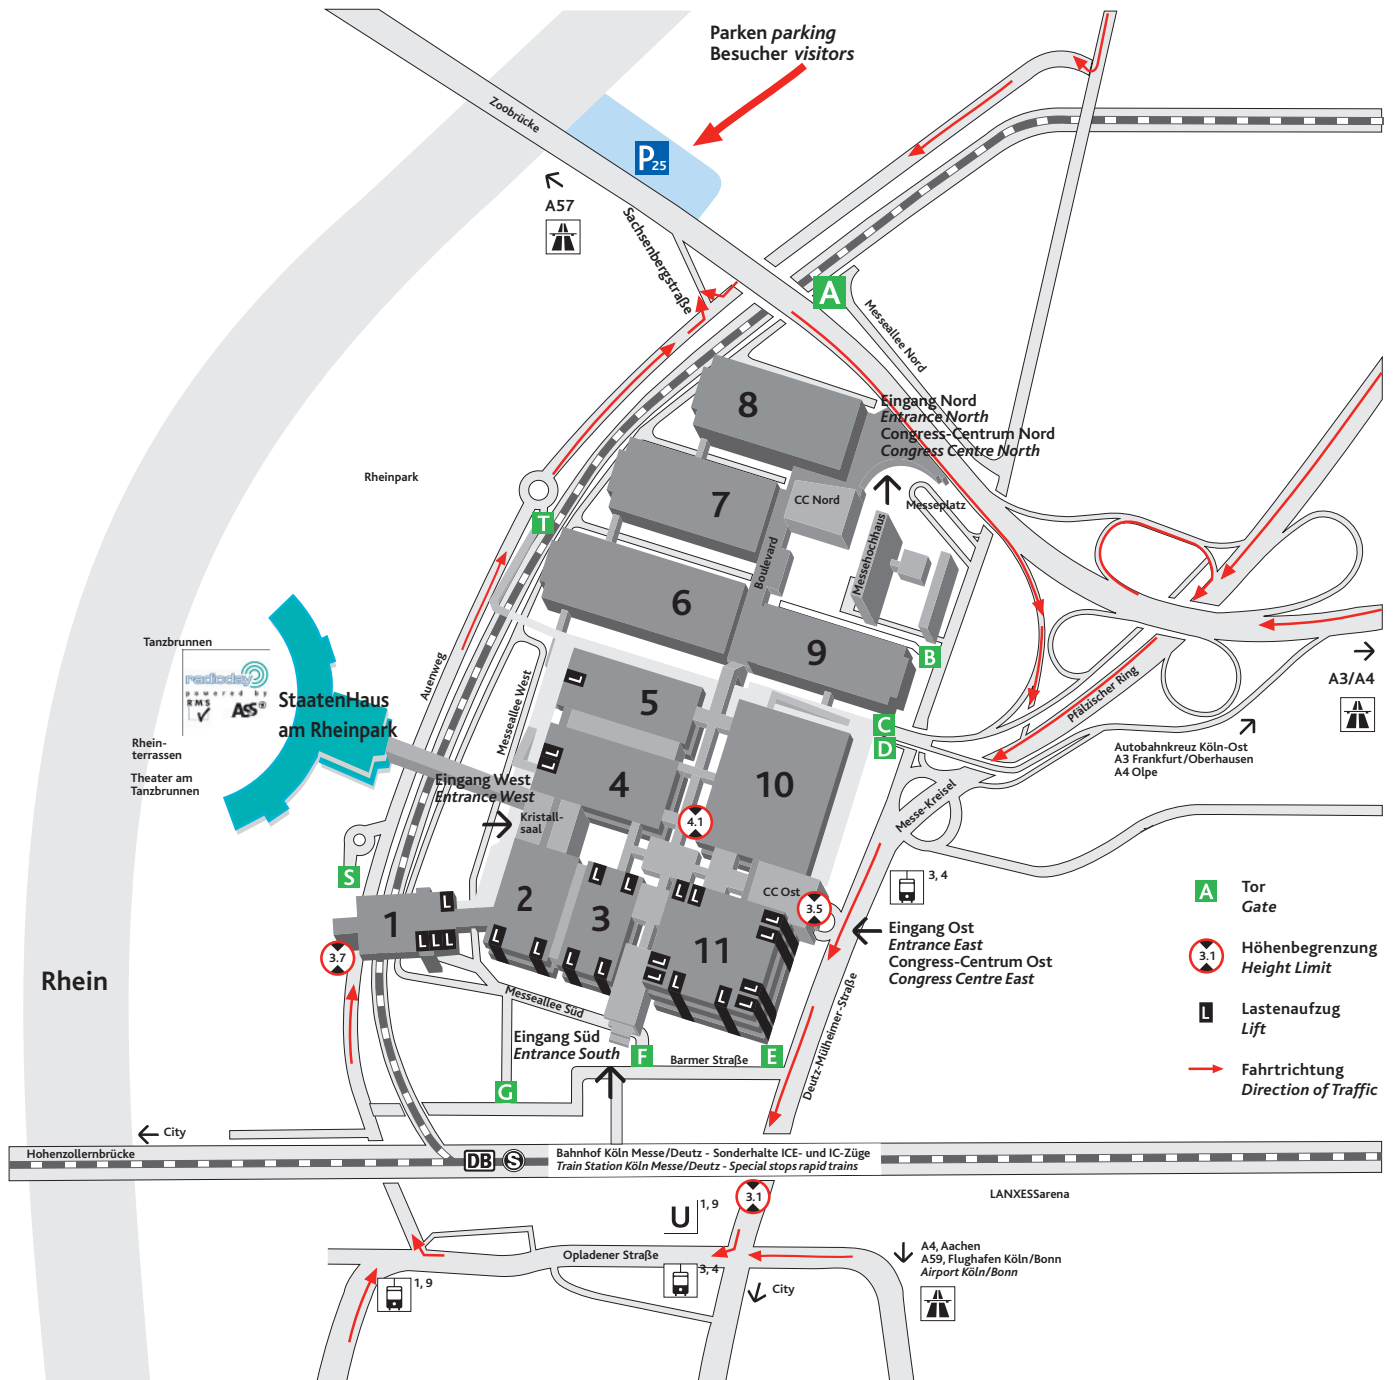 Parken parking
Besucher visitors
Zoobrücke
P25
A57
Sachsenbergstraße
A
Messeallee Nord
8
Eingang Nord
Entrance North
Congress-Centrum Nord
Congress Centre North
Rheinpark
7
CC Nord
Messeplatz
T
Boulevard
Messehochhaus
6
9
B
Tanzbrunnen
radioday
powered by
RMS
ASS
StaatenHaus
am Rheinpark
Auenweg
Messeallee West
L
5
A3/A4
Pfälzischer Ring
C
D
Rhein-
terrassen
Theater am
Tanzbrunnen
Autobahnkreuz Köln-Ost
A3 Frankfurt/Oberhausen
A4 Olpe
L
L
4
10
Eingang West
Entrance West
Kristall-
saal
4.1
Messe-Kreisel
S
3, 4
L
L
L
L
CC Ost
3.5
A
Tor
Gate
1
L
L
L
L
2
3
11
L
L
L
L
L
L
L
L
L
L
L
L
Eingang Ost
Entrance East
Congress-Centrum Ost
Congress Centre East
3.1
Höhenbegrenzung
Height Limit
3.7
Rhein
Messeallee Süd
Deutz-Mülheimer-Straße
L
Lastenaufzug
Lift
Eingang Süd
Entrance South
F
Barmer Straße
E
G
Fahrtrichtung
Direction of Traffic
City
Hohenzollernbrücke
DB
S
Bahnhof Köln Messe/Deutz - Sonderhalte ICE- und IC-Züge
Train Station Köln Messe/Deutz - Special stops rapid trains
LANXESSarena
3.1
U
1, 9
Opladener Straße
3, 4
1, 9
City
A4, Aachen
A59, Flughafen Köln/Bonn
Airport Köln/Bonn